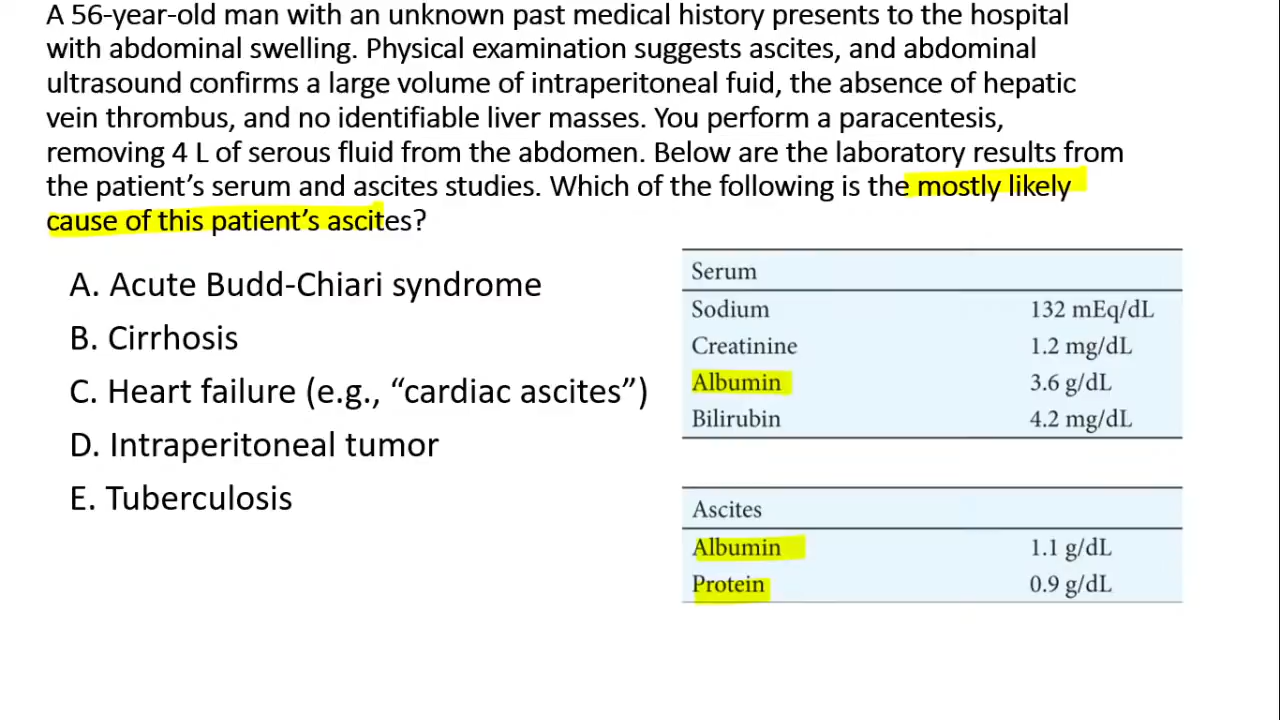 A 56-year-old man with an unknown past medical history presents to the hospital
with abdominal swelling. Physical examination suggests ascites, and abdominal
ultrasound confirms a large volume of intraperitoneal fuid, the absence of hepatic
vein thrombus, and no identifiable liver masses. You perform a paracentesis,
removing 4 L of serous fluid from the abdomen. Below are the laboratory results from
the patient’s serum and ascites studies. Which of the following is the mostly likely
cause of this patient’s ascites?
A. Acute Budd-Chiari syndrome
B. Cirrhosis
C. Heart failure (e.g., “cardiac ascites”)
D. Intraperitoneal tumor
E. Tuberculosis
Serum
Sodium 132 mEq/dL
Creatinine 1.2 mg/dL
Albumin 3.6 g/dL
Bilirubin 4.2 mg/dL
Ascites
Albumin 1.1 g/dL
Protein 0.9 g/dL